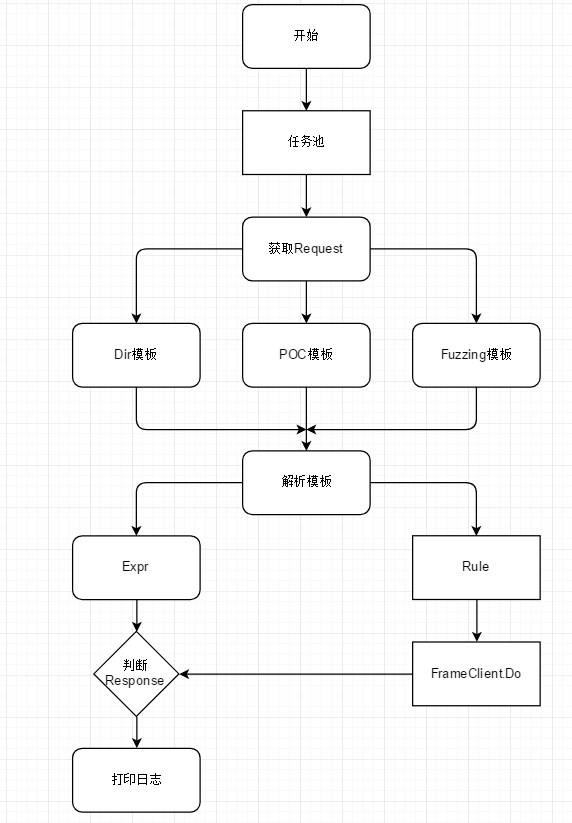 开始
任务池
获取Request
Dir模板
POC模板
Fuzzing模板
解析模板
Expr
Rule
判断
Response
FrameClient.Do
打印日志